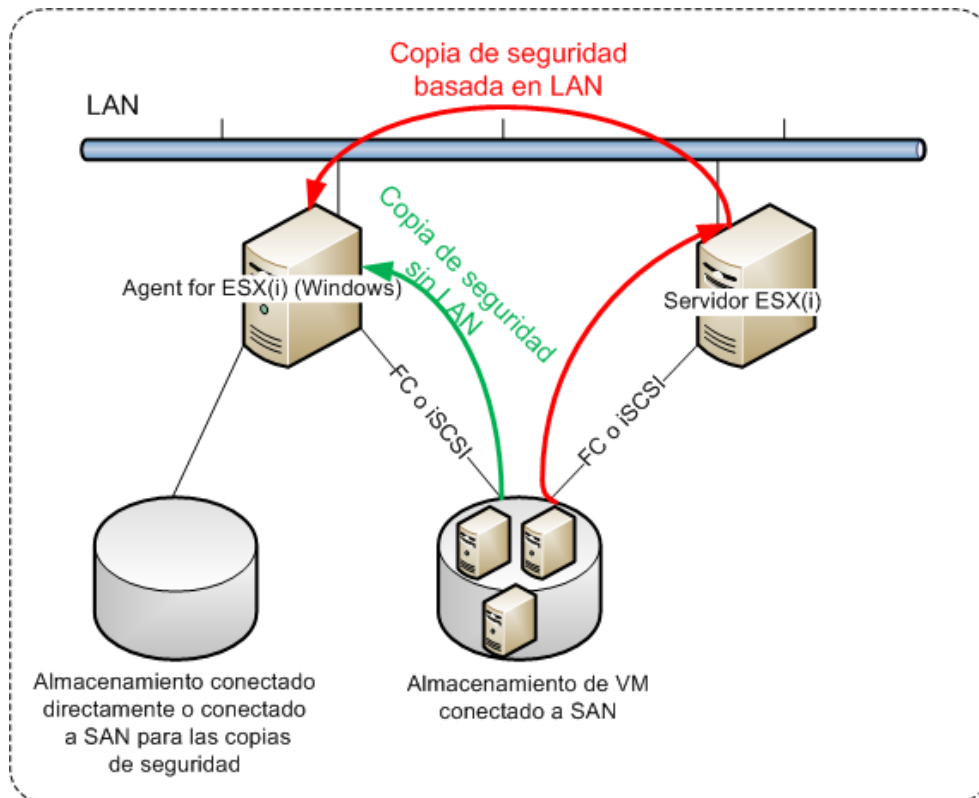 Copia de seguridad
basada en LAN
LAN
Copia de seguridad
sin LAN
Agent for ESX(i) (Windows)
Servidor ESX(i)
FC o iSCSI
FC o iSCSI
Almacenamiento conectado
directamente o conectado
a SAN para las copias
de seguridad
Almacenamiento de VM
conectado a SAN